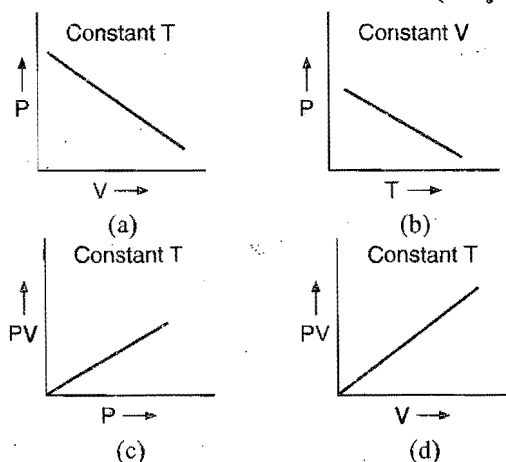 Constant T
P
V
(a)
Constant V
P
T
(b)
Constant T
PV
P
(c)
Constant T
PV
V
(d)